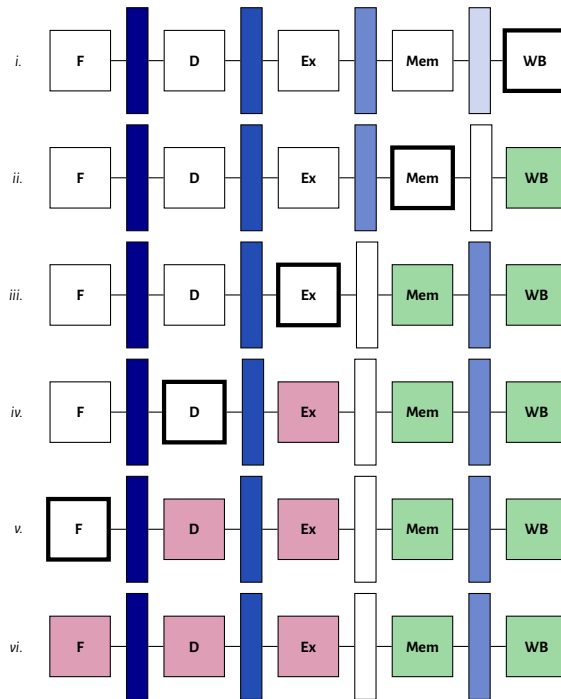 i. F D Ex Mem WB
ii. F D Ex Mem WB
iii. F D Ex Mem WB
iv. F D Ex Mem WB
v. F D Ex Mem WB
vi. F D Ex Mem WB